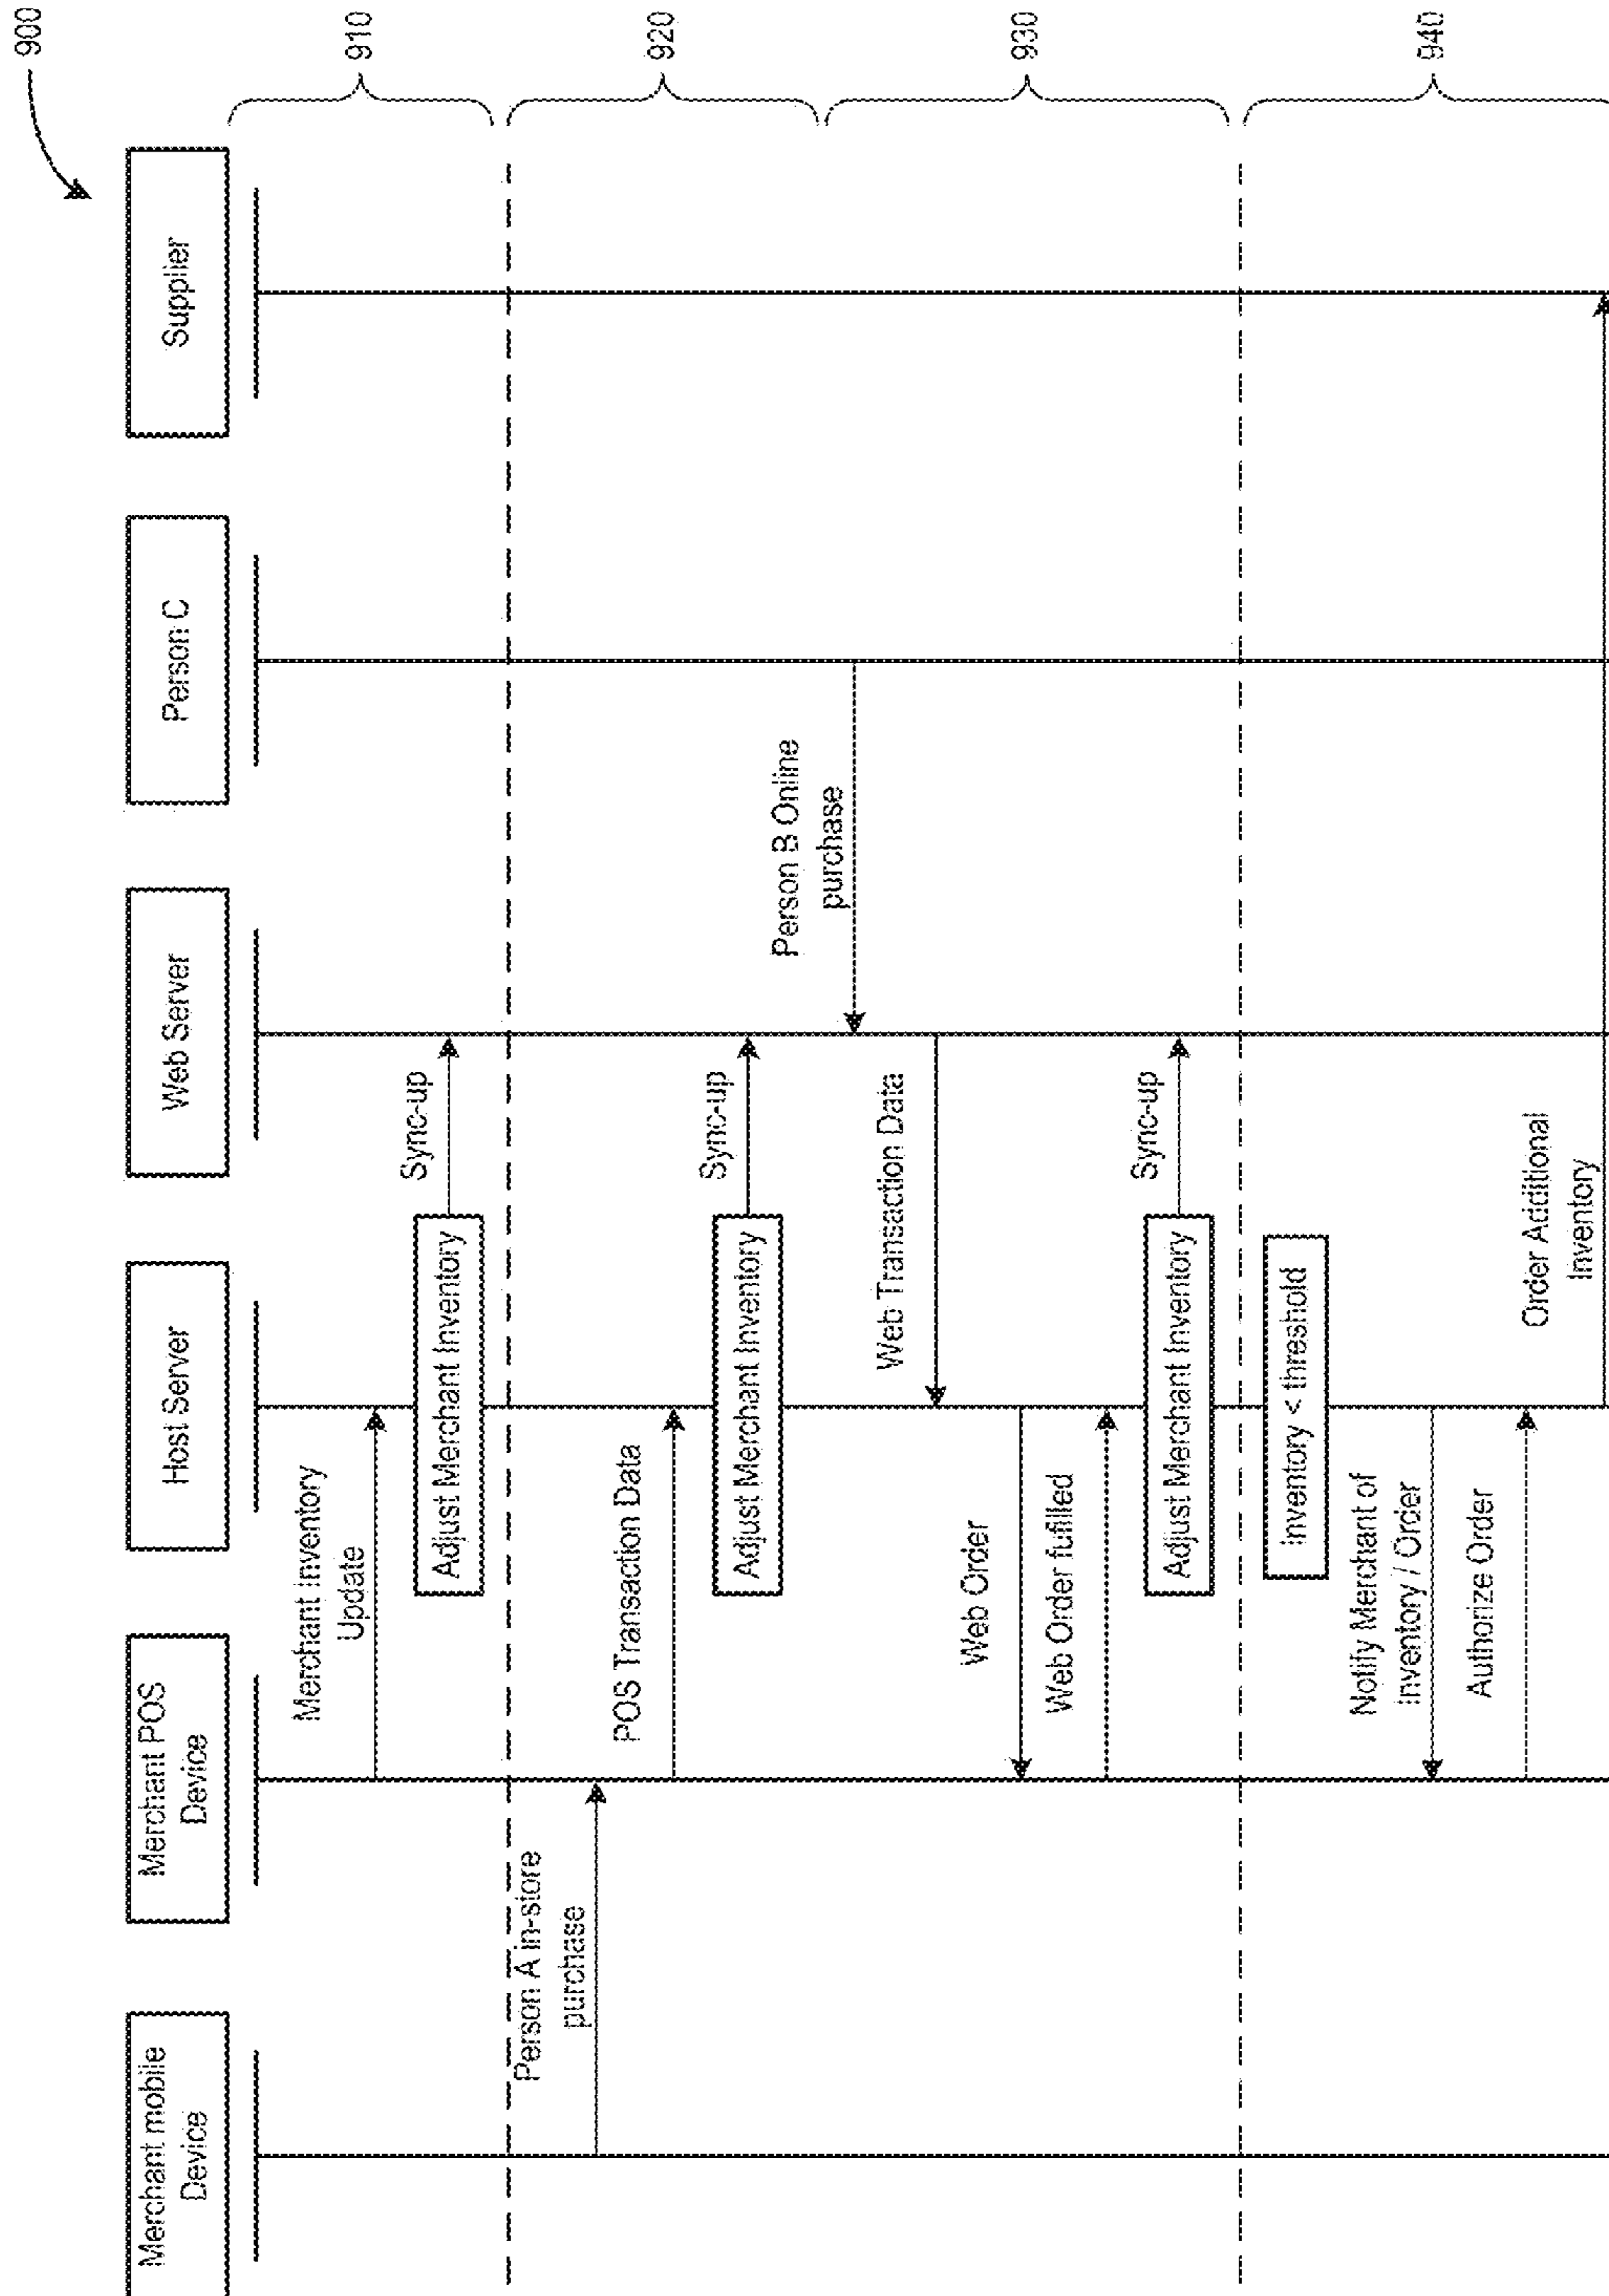 900
Merchant mobile
Device
Merchant POS
Device
Host Server
Web Server
Person C
Supplier
Merchant Inventory
Update
Adjust Merchant Inventory
Sync-up
910
Person A in-store
purchase
POS Transaction Data
Adjust Merchant Inventory
Sync-up
920
Person B Online
purchase
Web Transaction Data
Web Order
Web Order fufilled
Adjust Merchant Inventory
Sync-up
930
Inventory < threshold
Notify Merchant of
Inventory / Order
Authorize Order
Order Additional
Inventory
940